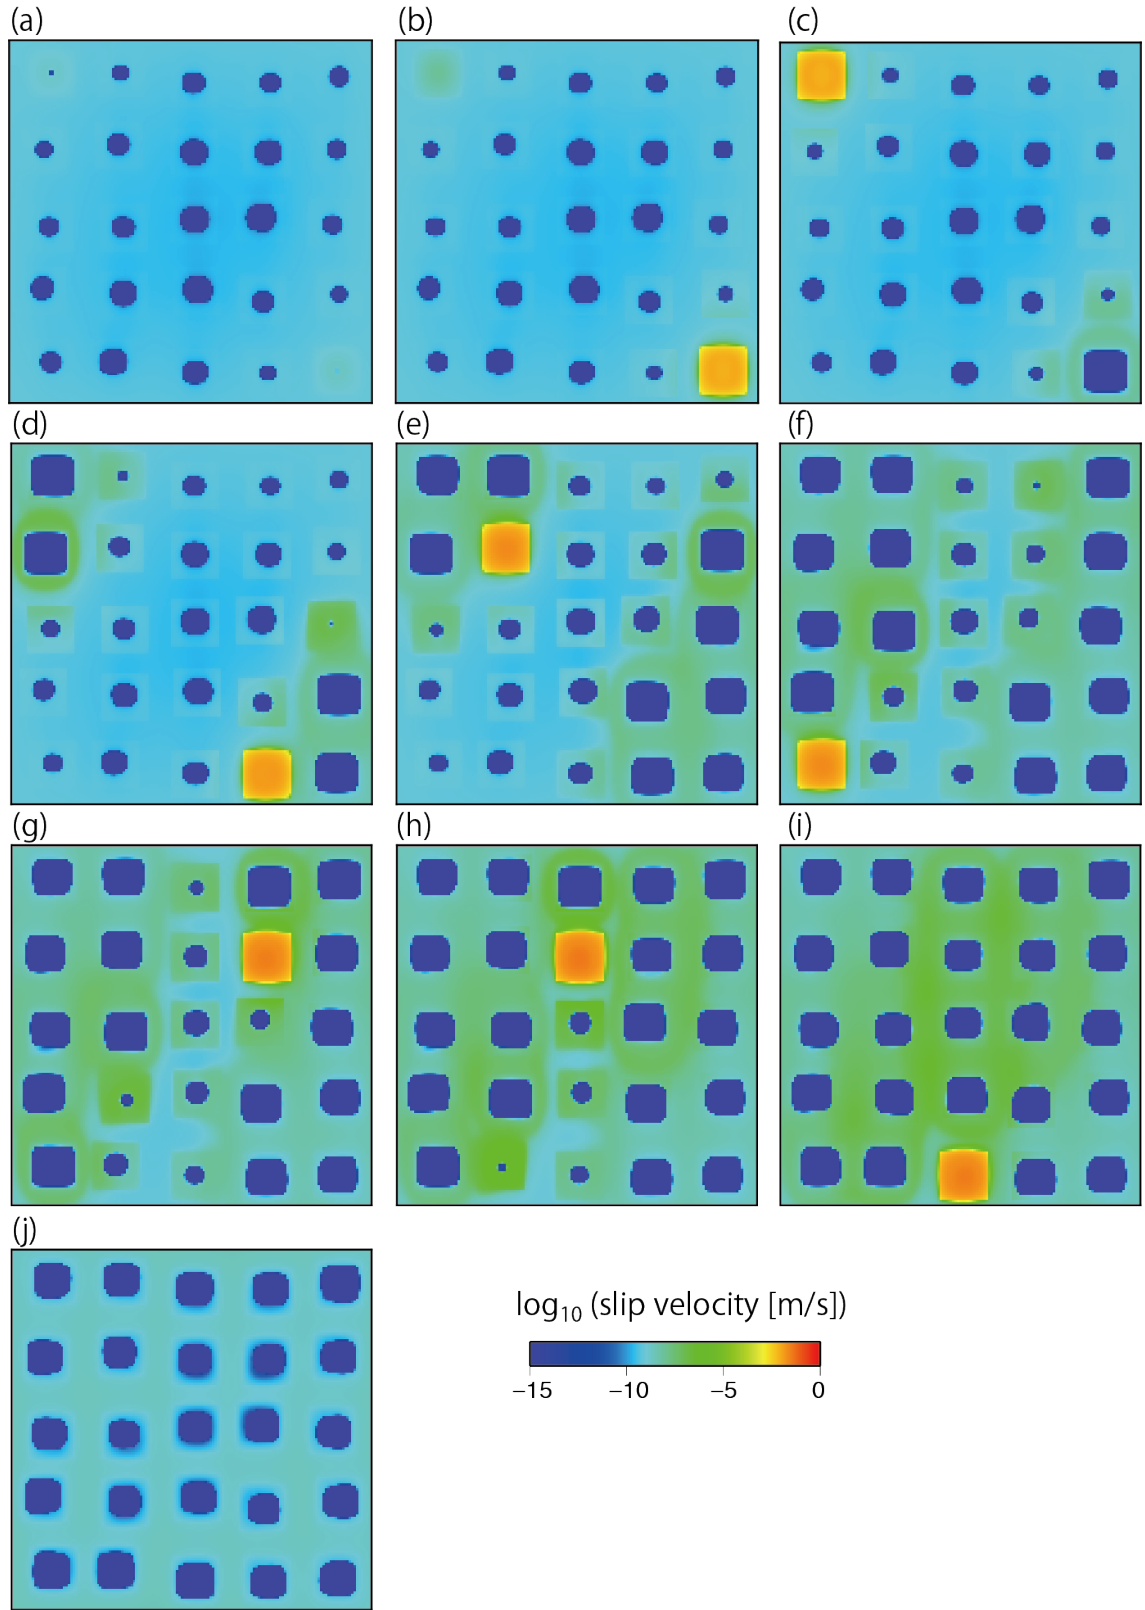 (a)
(b)
(c)
(d)
(e)
(f)
(g)
(h)
(i)
(j)
log₁₀ (slip velocity [m/s])
−15 −10 −5 0